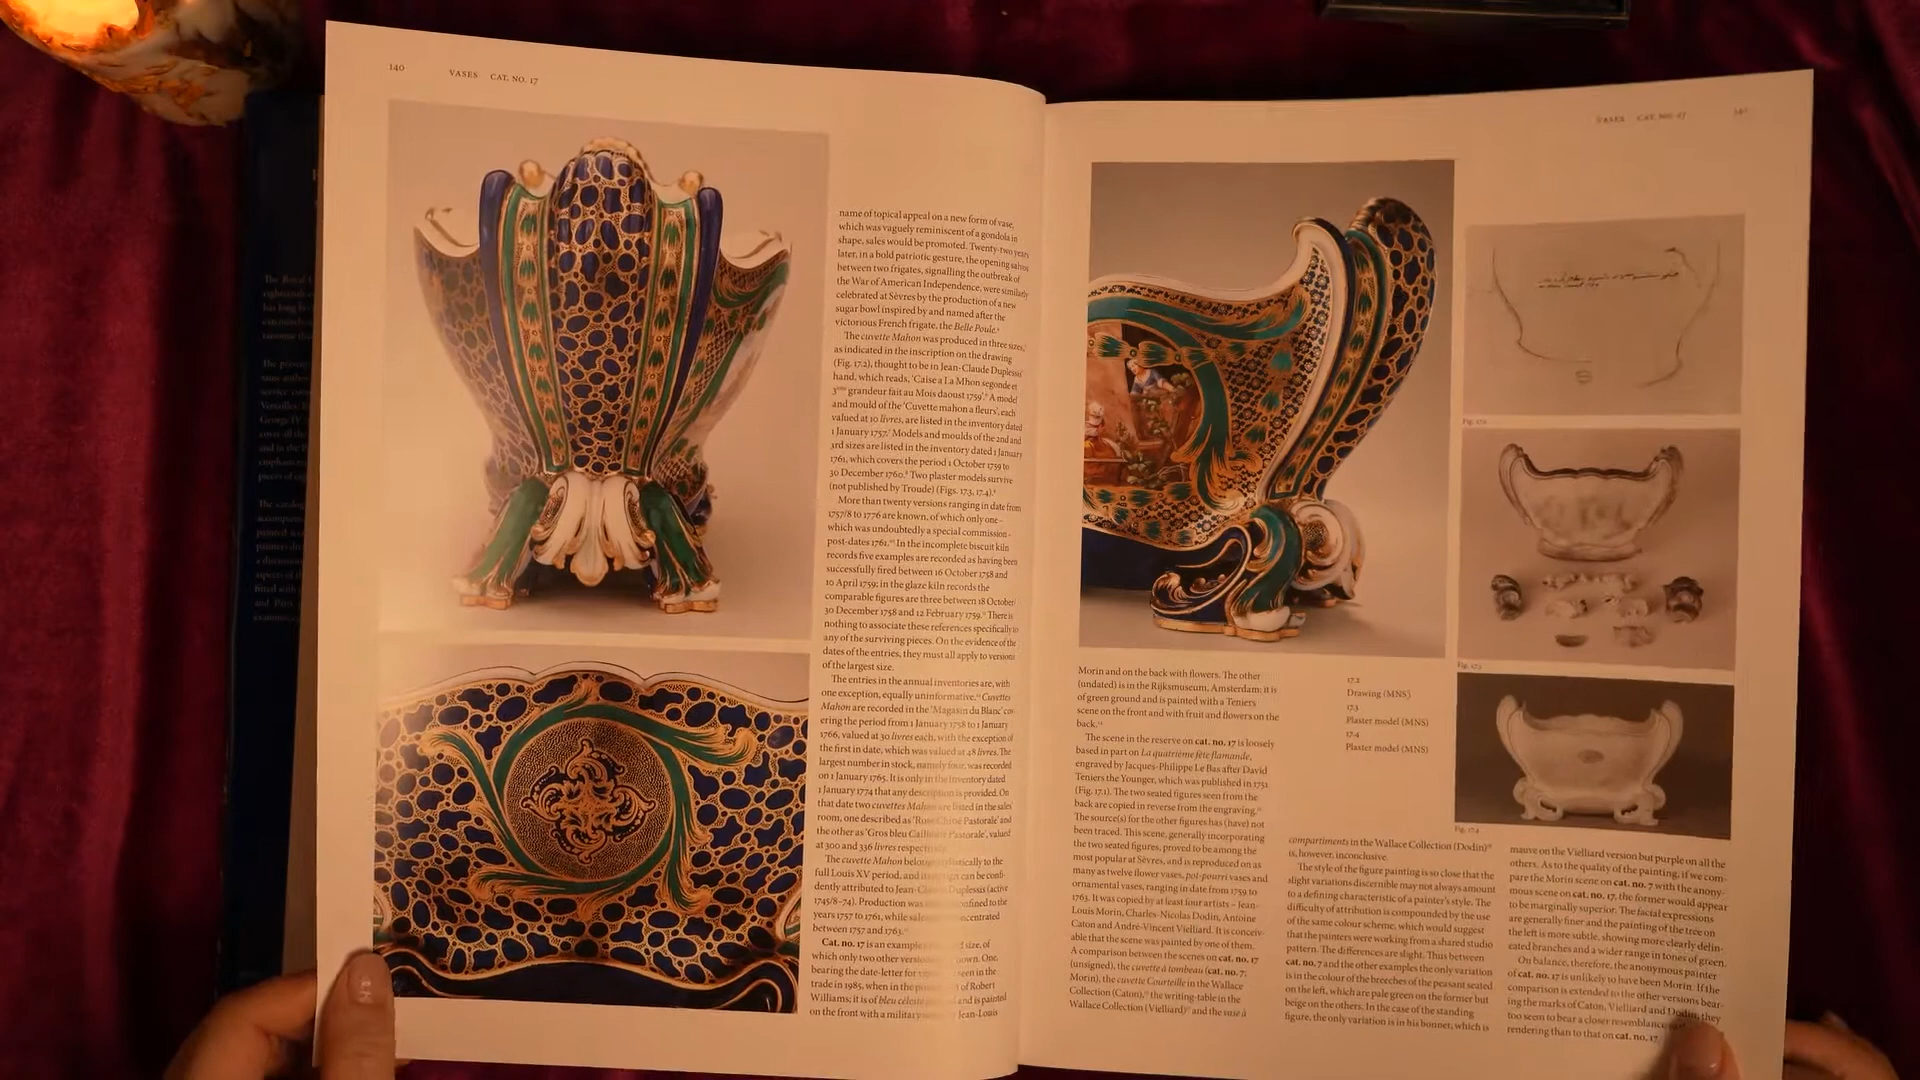 140
VASES CAT. NO. 17
name of topical appeal on a new form of vase,
which was vaguely reminiscent of a gondola in
shape, sales would be promoted. Twenty-two years
later, in a bold patriotic gesture, the opening salvos
between two frigates, signalling the outbreak of
the War of American Independence, were similarly
celebrated at Sèvres by the production of a new
sugar bowl inspired by and named after the
victorious French frigate, the Belle Poule.
The cuvette Mahon was produced in three sizes,
as indicated in the inscription on the drawing
(Fig. 17.2), thought to be in Jean-Claude Duplessis'
hand, which reads, 'Caise a La Mhon segonde et
grandeur fait au Mois daoust 1759'. A model
and mould of the 'Cuvette mahon a fleurs', each
valued at 10 livres, are listed in the inventory dated
1 January 1757. Models and moulds of the 2nd and
3rd sizes are listed in the inventory dated 1 January
1761, which covers the period 1 October 1759 to
30 December 1760. Two plaster models survive
(not published by Troude) (Figs. 17.3, 17.4).
More than twenty versions ranging in date from
1757/8 to 1776 are known, of which only one –
which was undoubtedly a special commission –
post-dates 1761. In the incomplete biscuit kiln
records five examples are recorded as having been
successfully fired between 16 October 1758 and
10 April 1759; in the glaze kiln records the
comparable figures are three between 18 October/
30 December 1758 and 12 February 1759. There is
nothing to associate these references specifically to
any of the surviving pieces. On the evidence of the
dates of the entries, they must all apply to versions
of the largest size.
The entries in the annual inventories are, with
one exception, equally uninformative. Cuvettes
Mahon are recorded in the 'Magasin du Blanc' cov-
ering the period from 1 January 1758 to 1 January
1766, valued at 30 livres each, with the exception of
the first in date, which was valued at 48 livres. The
largest number in stock, namely four, was recorded
on 1 January 1765. It is only in the inventory dated
1 January 1774 that any description is provided. On
that date two cuvettes Mahon are listed in the sales
room, one described as 'Rose Chiné Pastorale' and
the other as 'Gros bleu Caillouté Pastorale', valued
at 300 and 336 livres
The cuvette Mahon to the
full Louis XV period, and can be confi-
dently attributed to Jean- Duplessis (active
1745/8–74). Production was to the
years 1757 to 1761, while
between 1757 and 1763.
Cat. no. 17 is an size, of
which only two other One,
bearing the date-letter for seen in the
trade in 1985, when in the of Robert
Williams; it is of bleu céleste and is painted
on the front with a military Jean-Louis
VASES CAT. NO. 17
141
Morin and on the back with flowers. The other
(undated) is in the Rijksmuseum, Amsterdam; it is
of green ground and is painted with a Teniers
scene on the front and with fruit and flowers on the
back.
The scene in the reserve on cat. no. 17 is loosely
based in part on La quatrième fête flamande,
engraved by Jacques-Philippe Le Bas after David
Teniers the Younger, which was published in 1751
(Fig. 17.1). The two seated figures seen from the
back are copied in reverse from the engraving.
The source(s) for the other figures has (have) not
been traced. This scene, generally incorporating
the two seated figures, proved to be among the
most popular at Sèvres, and is reproduced on as
many as twelve flower vases, pot-pourri vases and
ornamental vases, ranging in date from 1759 to
1763. It was copied by at least four artists – Jean-
Louis Morin, Charles-Nicolas Dodin, Antoine
Caton and André-Vincent Vielliard. It is conceiv-
able that the scene was painted by one of them.
A comparison between the scenes on cat. no. 17
(unsigned), the cuvette à tombeau (cat. no. 7;
Morin), the cuvette Courteille in the Wallace
Collection (Caton), the writing-table in the
Wallace Collection (Vielliard) and the vase à
17.2
Drawing (MNS)
17.3
Plaster model (MNS)
17.4
Plaster model (MNS)
Fig. 17.2
Fig. 17.3
Fig. 17.4
compartiments in the Wallace Collection (Dodin)
is, however, inconclusive.
The style of the figure painting is so close that the
slight variations discernible may not always amount
to a defining characteristic of a painter's style. The
difficulty of attribution is compounded by the use
of the same colour scheme, which would suggest
that the painters were working from a shared studio
pattern. The differences are slight. Thus between
cat. no. 7 and the other examples the only variation
is in the colour of the breeches of the peasant seated
on the left, which are pale green on the former but
beige on the others. In the case of the standing
figure, the only variation is in his bonnet, which is
mauve on the Vielliard version but purple on all the
others. As to the quality of the painting, if we com-
pare the Morin scene on cat. no. 7 with the anony-
mous scene on cat. no. 17, the former would appear
to be marginally superior. The facial expressions
are generally finer and the painting of the tree on
the left is more subtle, showing more clearly delin-
eated branches and a wider range in tones of green.
On balance, therefore, the anonymous painter
of cat. no. 17 is unlikely to have been Morin. If the
comparison is extended to the other versions bear-
ing the marks of Caton, Vielliard and Dodin, they
too seem to bear a closer resemblance
rendering than to that on cat. no. 17.